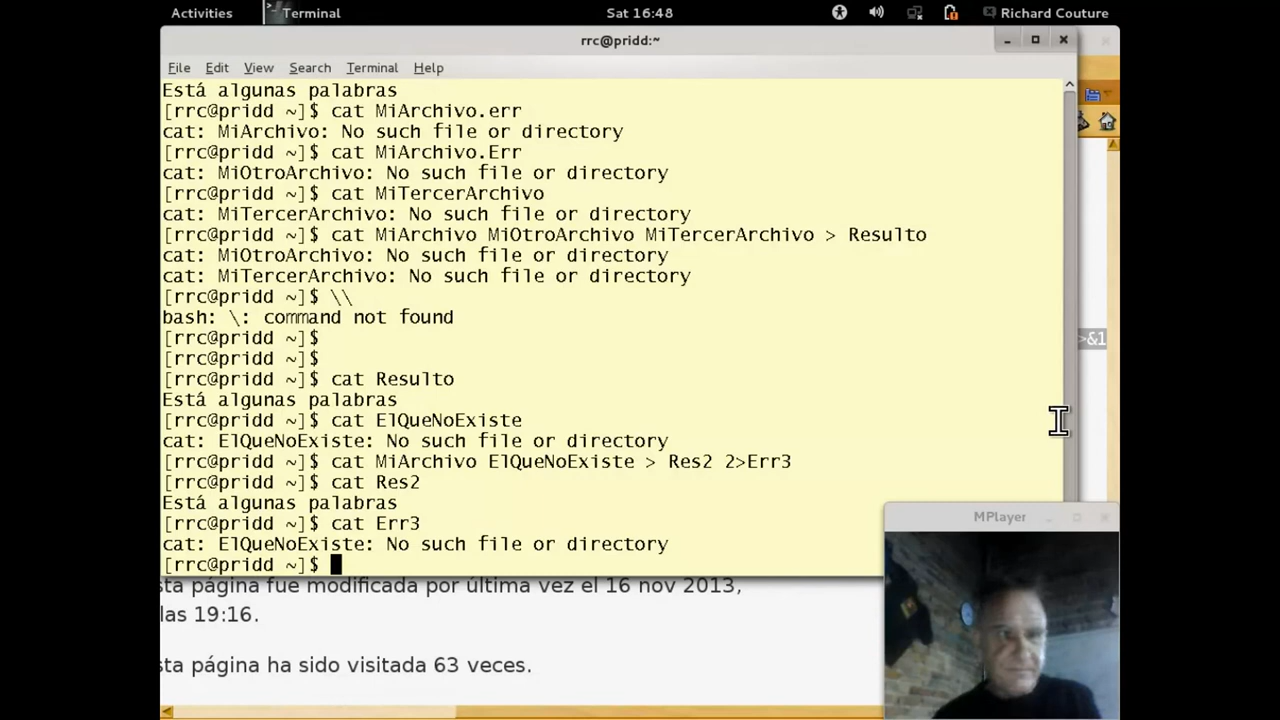 Activities Terminal Sat 16:48 Richard Couture
rrc@pridd:~
File Edit View Search Terminal Help
Está algunas palabras
[rrc@pridd ~]$ cat MiArchivo.err
cat: MiArchivo: No such file or directory
[rrc@pridd ~]$ cat MiArchivo.Err
cat: MiOtroArchivo: No such file or directory
[rrc@pridd ~]$ cat MiTercerArchivo
cat: MiTercerArchivo: No such file or directory
[rrc@pridd ~]$ cat MiArchivo MiOtroArchivo MiTercerArchivo > Resulto
cat: MiOtroArchivo: No such file or directory
cat: MiTercerArchivo: No such file or directory
[rrc@pridd ~]$ \\
bash: \: command not found
[rrc@pridd ~]$
[rrc@pridd ~]$
>&1
[rrc@pridd ~]$ cat Resulto
Está algunas palabras
[rrc@pridd ~]$ cat ElQueNoExiste
cat: ElQueNoExiste: No such file or directory
[rrc@pridd ~]$ cat MiArchivo ElQueNoExiste > Res2 2>Err3
[rrc@pridd ~]$ cat Res2
Está algunas palabras
[rrc@pridd ~]$ cat Err3
cat: ElQueNoExiste: No such file or directory
[rrc@pridd ~]$
MPlayer
sta página fue modificada por última vez el 16 nov 2013,
las 19:16.
sta página ha sido visitada 63 veces.